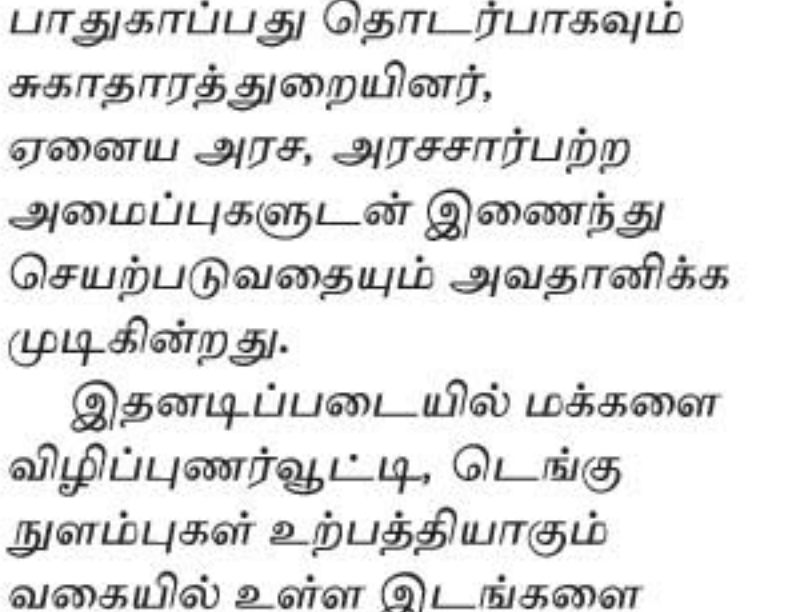 பாதுகாப்பது தொடர்பாகவும்
சுகாதாரத்துறையினர்,
ஏனைய அரச, அரசசார்பற்ற
அமைப்புகளுடன் இணைந்து
செயற்படுவதையும் அவதானிக்க
முடிகின்றது.
இதனடிப்படையில் மக்களை
விழிப்புணர்வூட்டி, டெங்கு
நுளம்புகள் உற்பத்தியாகும்
வகையில் உள்ள இடங்களை